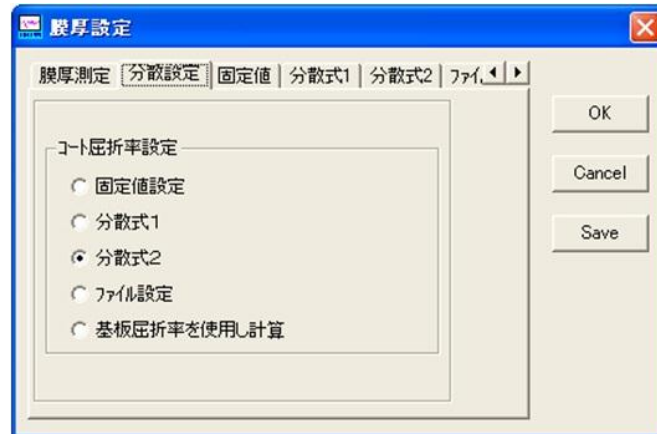 膜厚設定
膜厚測定 分散設定 固定値 分散式1 分散式2 ﾌｧｲ
OK
ｺｰﾄ屈折率設定
固定値設定
Cancel
分散式1
Save
分散式2
ﾌｧｲﾙ設定
基板屈折率を使用し計算